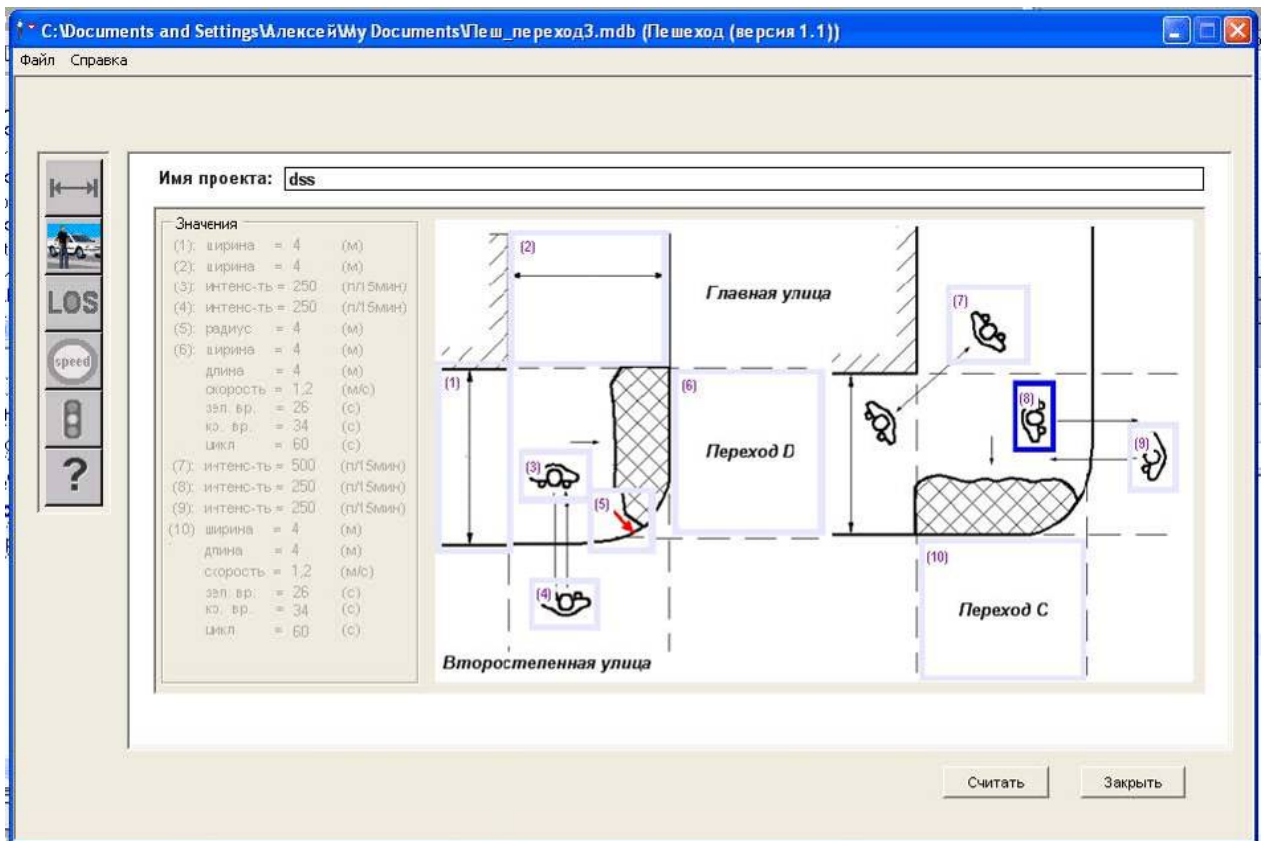 C:\Documents and Settings\Алексей\My Documents\Пеш_переход3.mdb (Пешеход (версия 1.1))
Файл Справка
Имя проекта: dss
LOS
speed
?
Значения
(1): ширина = 4 (м)
(2): ширина = 4 (м)
(3): интенс-ть = 250 (п/15мин)
(4): интенс-ть = 250 (п/15мин)
(5): радиус = 4 (м)
(6): ширина = 4 (м)
длина = 4 (м)
скорость = 1,2 (м/с)
зел. вр. = 26 (с)
кр. вр. = 34 (с)
цикл = 60 (с)
(7): интенс-ть = 500 (п/15мин)
(8): интенс-ть = 250 (п/15мин)
(9): интенс-ть = 250 (п/15мин)
(10) ширина = 4 (м)
длина = 4 (м)
скорость = 1,2 (м/с)
зел. вр. = 26 (с)
кр. вр. = 34 (с)
цикл = 60 (с)
(2)
Главная улица
(7)
(1)
(6)
(8)
Переход D
(9)
(3)
(5)
(10)
(4)
Переход С
Второстепенная улица
Считать Закрыть